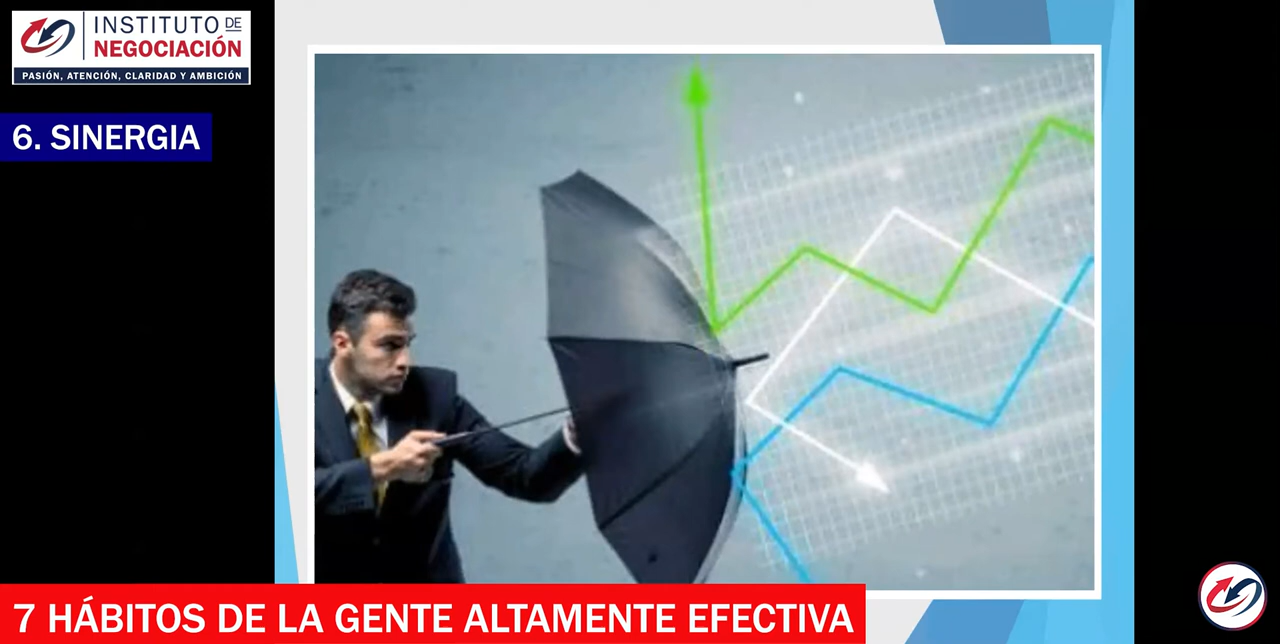 INSTITUTO DE
NEGOCIACIÓN
PASIÓN, ATENCIÓN, CLARIDAD Y AMBICIÓN
6. SINERGIA
7 HÁBITOS DE LA GENTE ALTAMENTE EFECTIVA